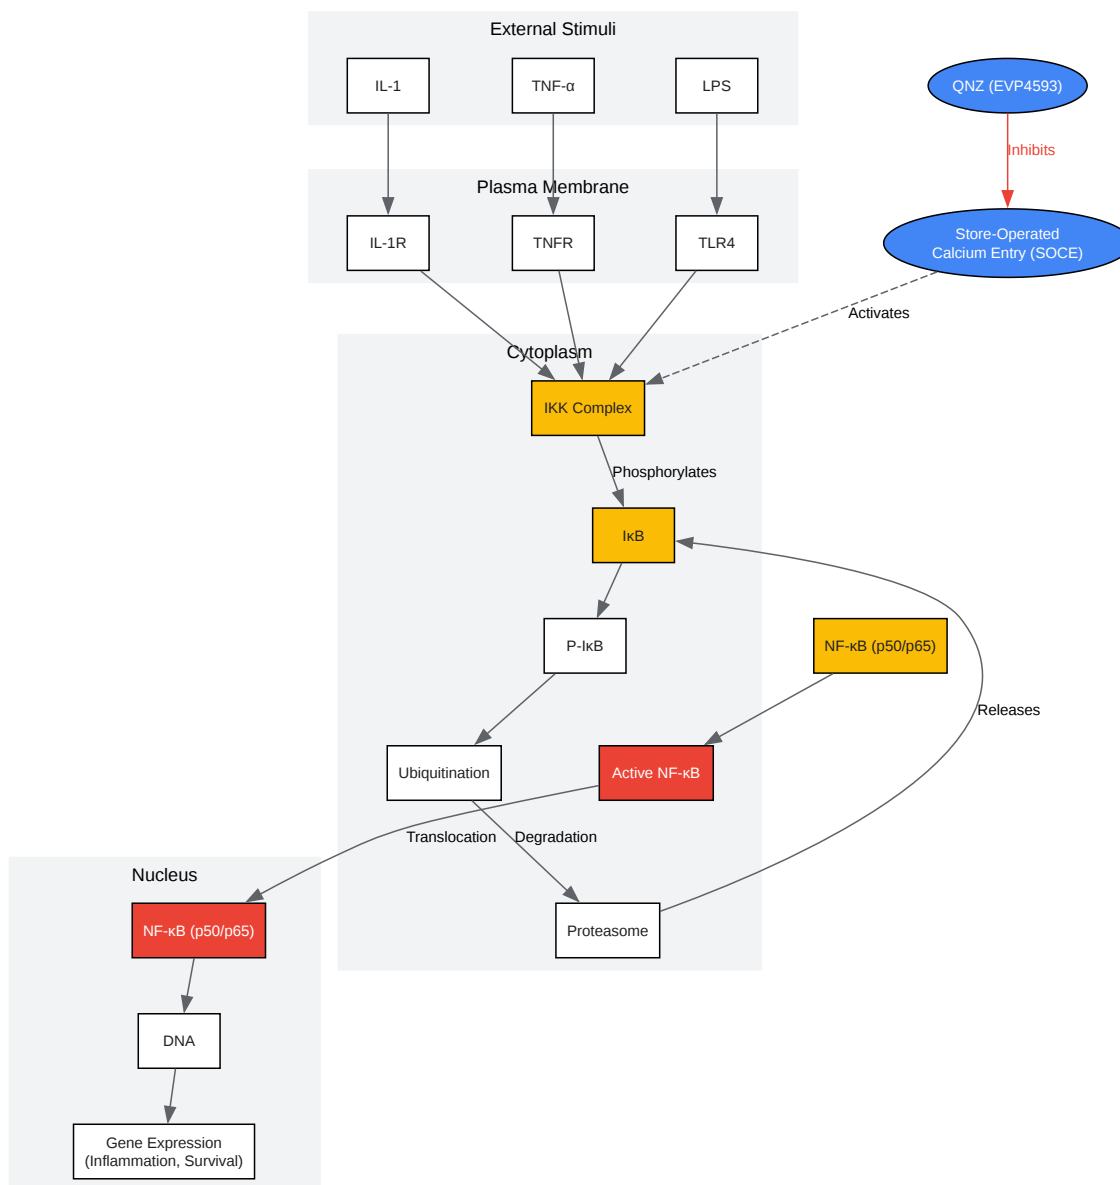 External Stimuli
IL-1
TNF-α
LPS
QNZ (EVP4593)
Inhibits
Plasma Membrane
IL-1R
TNFR
TLR4
Store-Operated
Calcium Entry (SOCE)
Activates
Cytoplasm
IKK Complex
Phosphorylates
IκB
P-IκB
NF-κB (p50/p65)
Releases
Ubiquitination
Active NF-κB
Translocation
Degradation
Nucleus
NF-κB (p50/p65)
Proteasome
DNA
Gene Expression
(Inflammation, Survival)